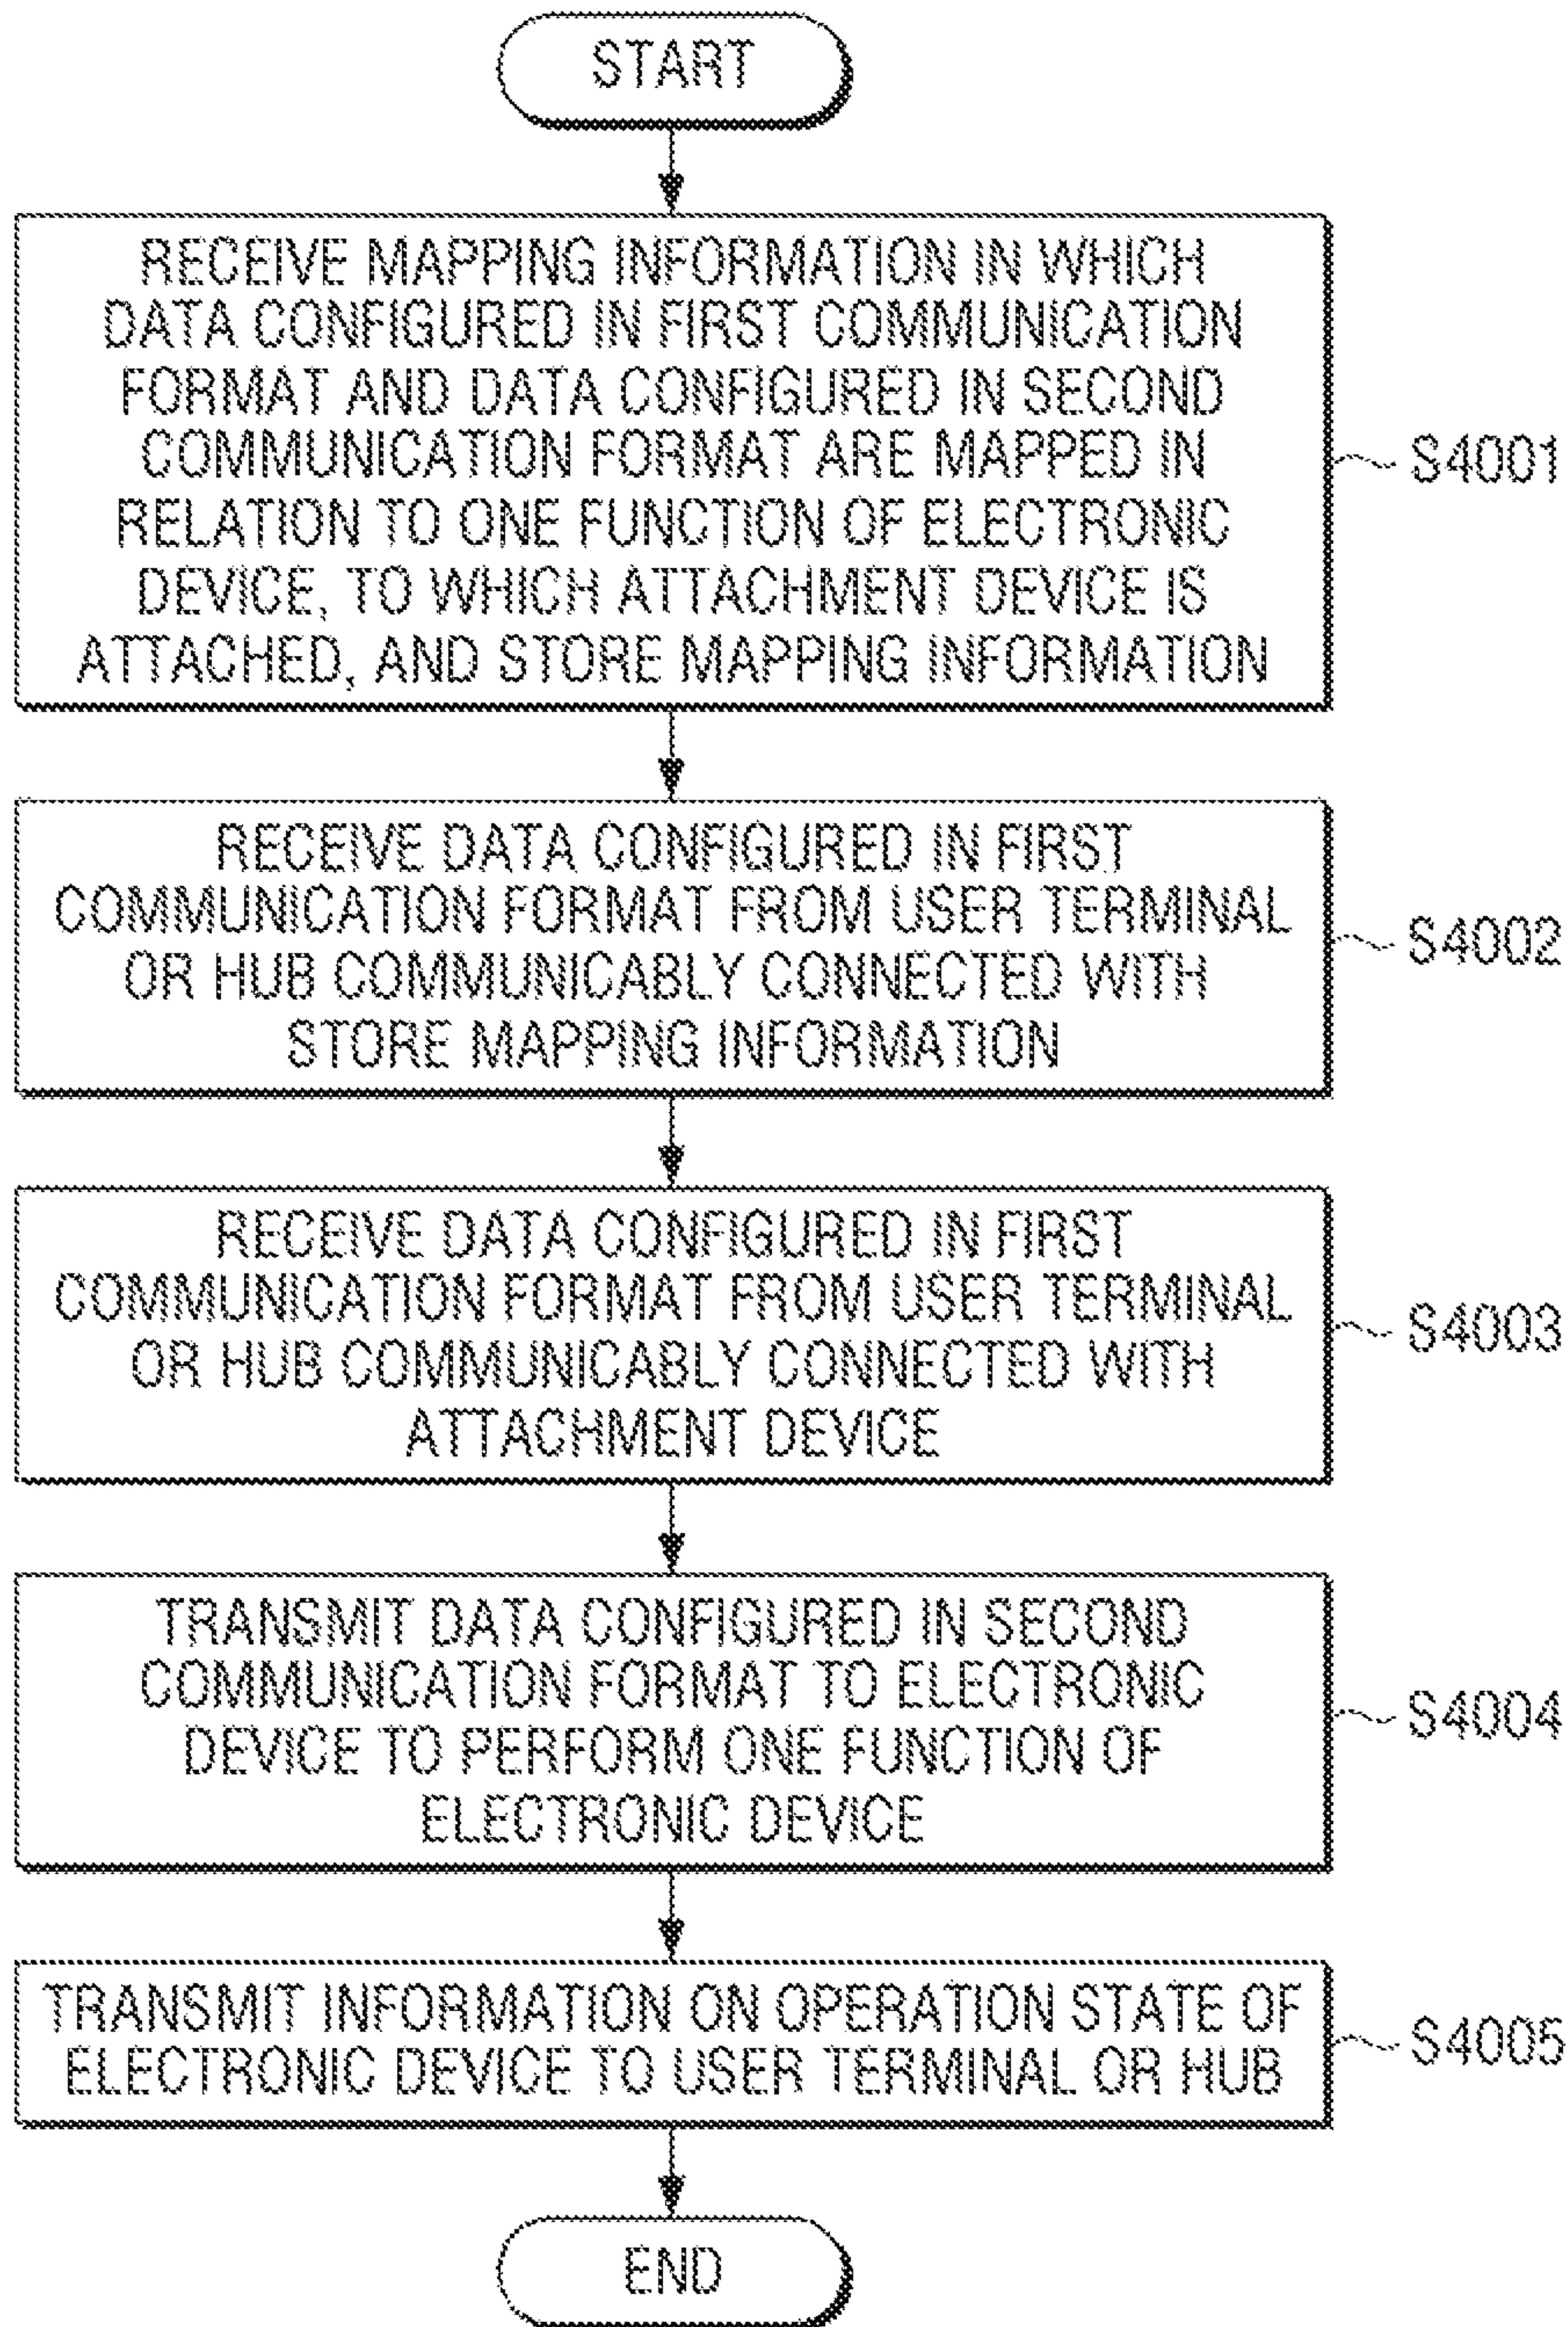 START
RECEIVE MAPPING INFORMATION IN WHICH
DATA CONFIGURED IN FIRST COMMUNICATION
FORMAT AND DATA CONFIGURED IN SECOND
COMMUNICATION FORMAT ARE MAPPED IN
RELATION TO ONE FUNCTION OF ELECTRONIC
DEVICE, TO WHICH ATTACHMENT DEVICE IS
ATTACHED, AND STORE MAPPING INFORMATION
S4001
RECEIVE DATA CONFIGURED IN FIRST
COMMUNICATION FORMAT FROM USER TERMINAL
OR HUB COMMUNICABLY CONNECTED WITH
STORE MAPPING INFORMATION
S4002
RECEIVE DATA CONFIGURED IN FIRST
COMMUNICATION FORMAT FROM USER TERMINAL
OR HUB COMMUNICABLY CONNECTED WITH
ATTACHMENT DEVICE
S4003
TRANSMIT DATA CONFIGURED IN SECOND
COMMUNICATION FORMAT TO ELECTRONIC
DEVICE TO PERFORM ONE FUNCTION OF
ELECTRONIC DEVICE
S4004
TRANSMIT INFORMATION ON OPERATION STATE OF
ELECTRONIC DEVICE TO USER TERMINAL OR HUB
S4005
END